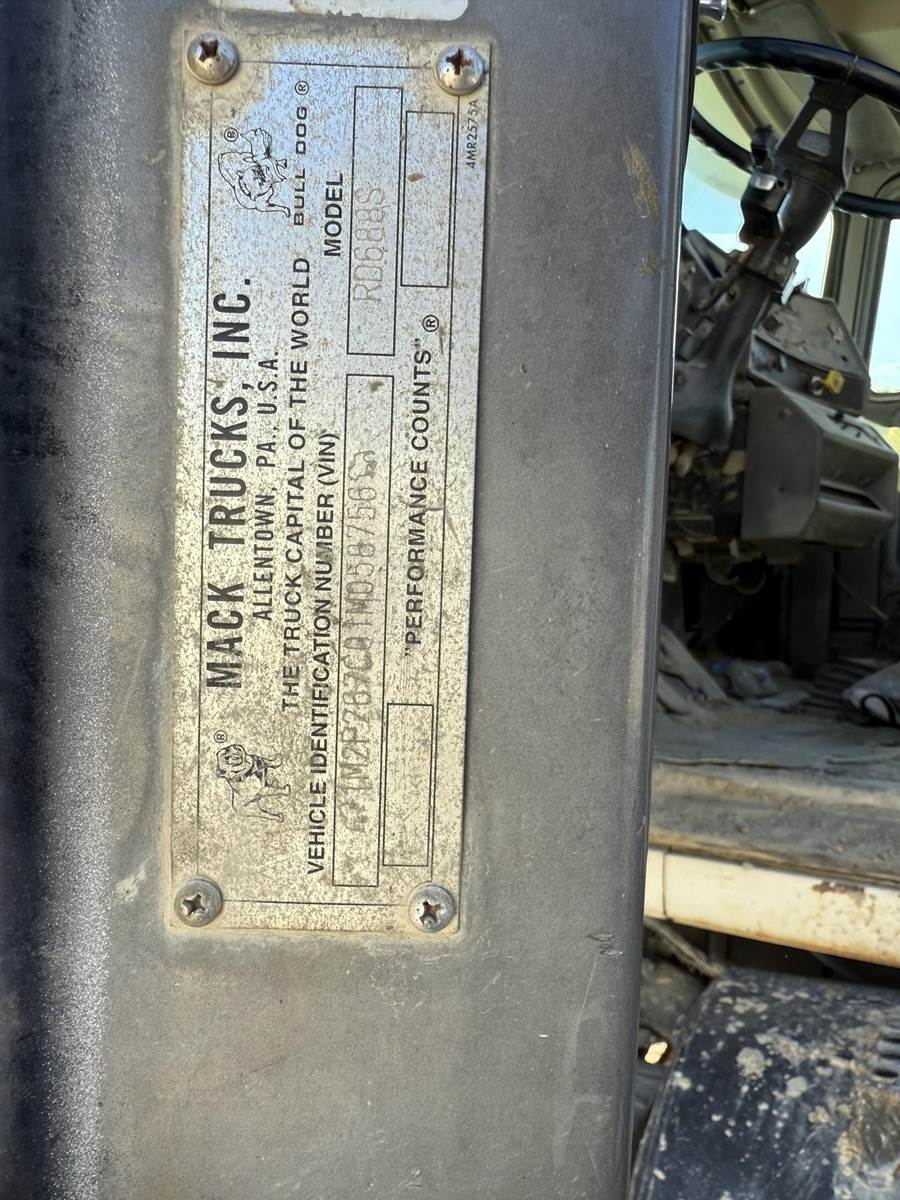 MACK TRUCKS, INC.
ALLENTOWN, PA., U.S.A.
THE TRUCK CAPITAL OF THE WORLD BULL DOG ®
VEHICLE IDENTIFICATION NUMBER (VIN) MODEL
RD688S
"PERFORMANCE COUNTS" ®
4MR2575A